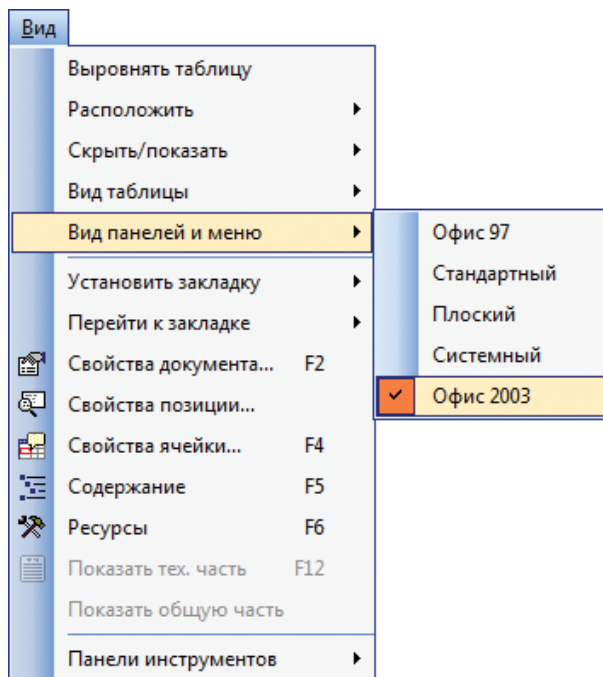 Вид
Выровнять таблицу
Расположить
Скрыть/показать
Вид таблицы
Вид панелей и меню
Офис 97
Стандартный
Плоский
Системный
Офис 2003
Установить закладку
Перейти к закладке
Свойства документа... F2
Свойства позиции...
Свойства ячейки... F4
Содержание F5
Ресурсы F6
Показать тех. часть F12
Показать общую часть
Панели инструментов